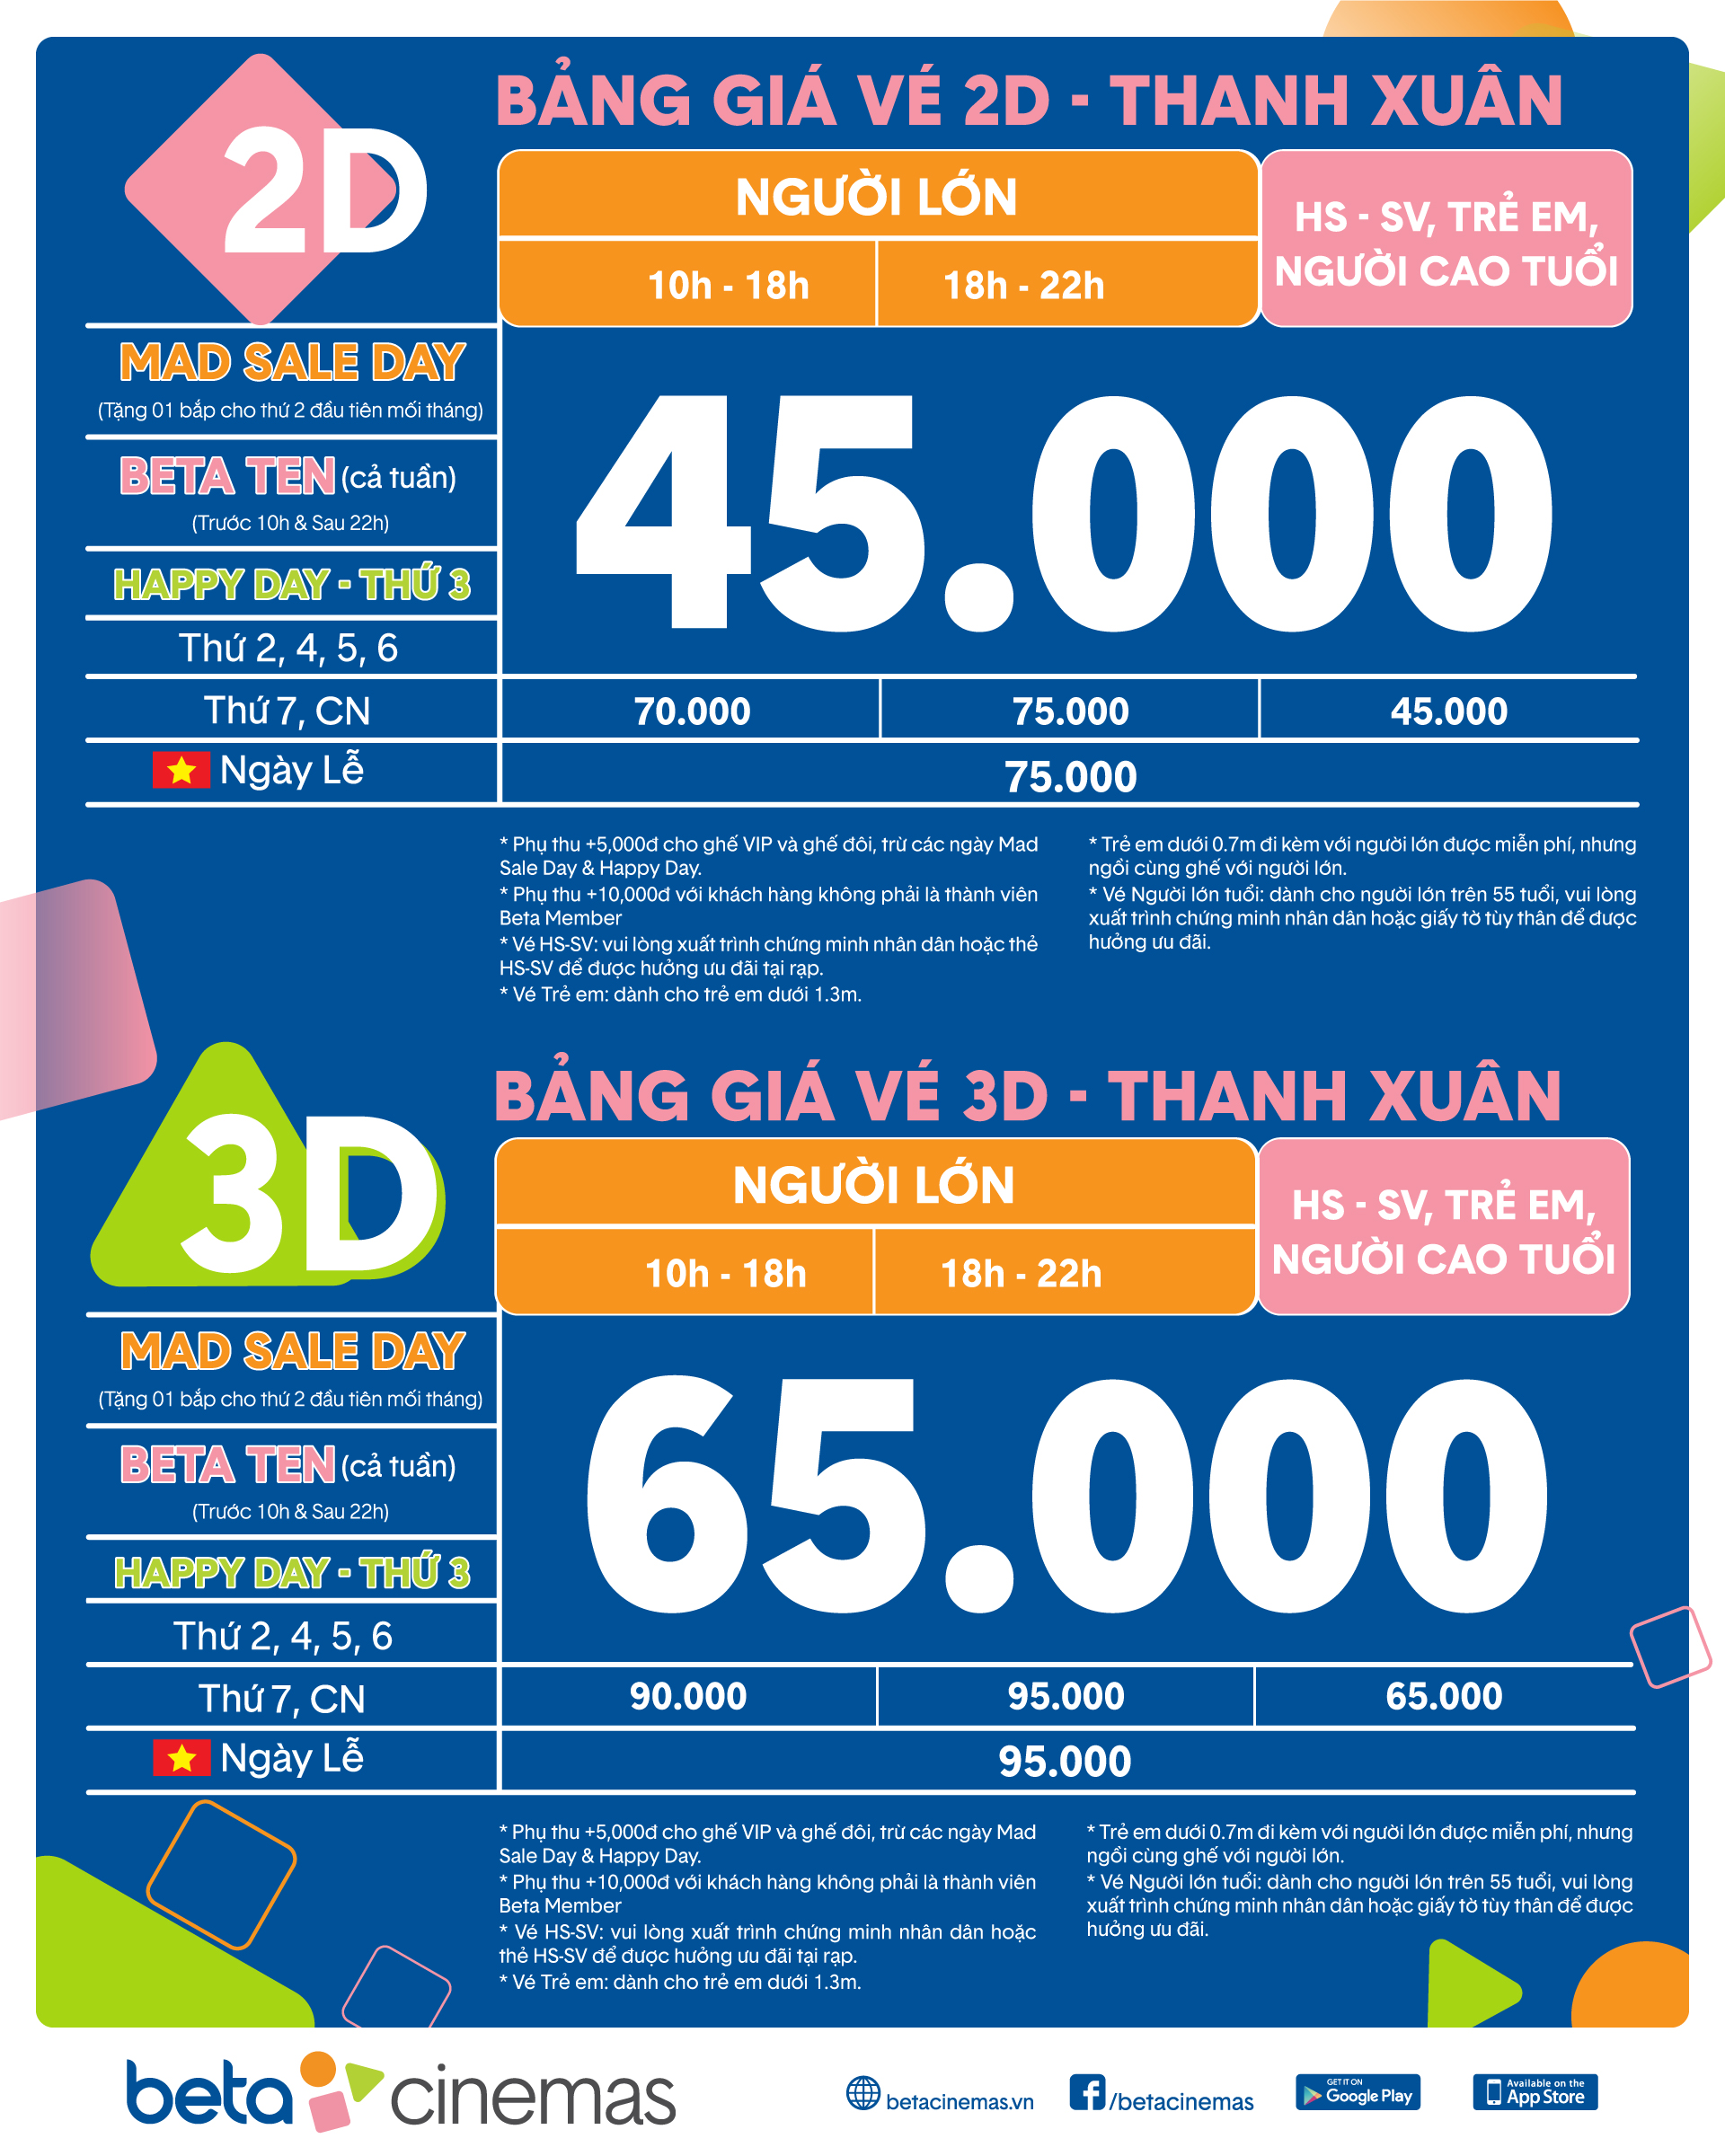 2D
BẢNG GIÁ VÉ 2D - THANH XUÂN
NGƯỜI LỚN
10h - 18h
18h - 22h
HS - SV, TRẺ EM,
NGƯỜI CAO TUỔI
MAD SALE DAY
(Tặng 01 bắp cho thứ 2 đầu tiên mối tháng)
BETA TEN (cả tuần)
(Trước 10h & Sau 22h)
HAPPY DAY - THỨ 3
Thứ 2, 4, 5, 6
45.000
Thứ 7, CN
70.000
75.000
45.000
Ngày Lễ
75.000
* Phụ thu +5,000đ cho ghế VIP và ghế đôi, trừ các ngày Mad
Sale Day & Happy Day.
* Phụ thu +10,000đ với khách hàng không phải là thành viên
Beta Member
* Vé HS-SV: vui lòng xuất trình chứng minh nhân dân hoặc thẻ
HS-SV để được hưởng ưu đãi tại rạp.
* Vé Trẻ em: dành cho trẻ em dưới 1.3m.
* Trẻ em dưới 0.7m đi kèm với người lớn được miễn phí, nhưng
ngồi cùng ghế với người lớn.
* Vé Người lớn tuổi: dành cho người lớn trên 55 tuổi, vui lòng
xuất trình chứng minh nhân dân hoặc giấy tờ tùy thân để được
hưởng ưu đãi.
3D
BẢNG GIÁ VÉ 3D - THANH XUÂN
NGƯỜI LỚN
10h - 18h
18h - 22h
HS - SV, TRẺ EM,
NGƯỜI CAO TUỔI
MAD SALE DAY
(Tặng 01 bắp cho thứ 2 đầu tiên mối tháng)
BETA TEN (cả tuần)
(Trước 10h & Sau 22h)
HAPPY DAY - THỨ 3
Thứ 2, 4, 5, 6
65.000
Thứ 7, CN
90.000
95.000
65.000
Ngày Lễ
95.000
* Phụ thu +5,000đ cho ghế VIP và ghế đôi, trừ các ngày Mad
Sale Day & Happy Day.
* Phụ thu +10,000đ với khách hàng không phải là thành viên
Beta Member
* Vé HS-SV: vui lòng xuất trình chứng minh nhân dân hoặc
thẻ HS-SV để được hưởng ưu đãi tại rạp.
* Vé Trẻ em: dành cho trẻ em dưới 1.3m.
* Trẻ em dưới 0.7m đi kèm với người lớn được miễn phí, nhưng
ngồi cùng ghế với người lớn.
* Vé Người lớn tuổi: dành cho người lớn trên 55 tuổi, vui lòng
xuất trình chứng minh nhân dân hoặc giấy tờ tùy thân để được
hưởng ưu đãi.
beta cinemas
betacinemas.vn
f /betacinemas
GET IT ON
Google Play
Available on the
App Store